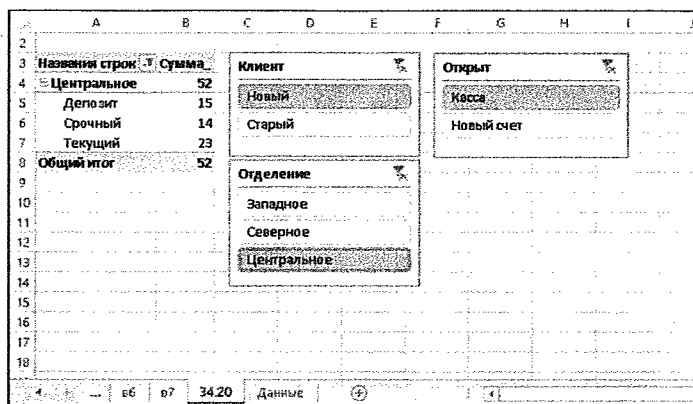 A B C D E F G H I
2
3 Названия строк Сумма_ Клиент Открыт
4 Центральное 52 Новый Касса
5 Депозит 15
6 Срочный 14 Старый Новый счет
7 Текущий 23
8 Общий итог 52
9 Отделение
10 Западное
11 Северное
12
13 Центральное
14
15
16
17
18
... вб в7 34.20 Данные